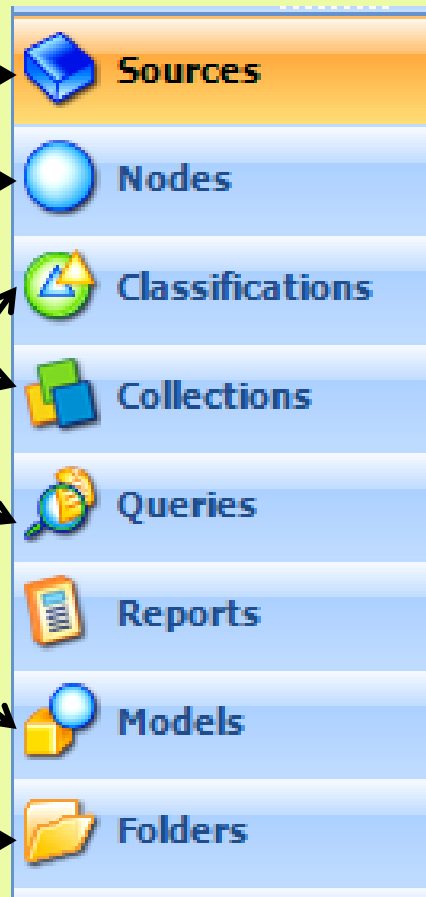 Sources
Nodes
Classifications
Collections
Queries
Reports
Models
Folders